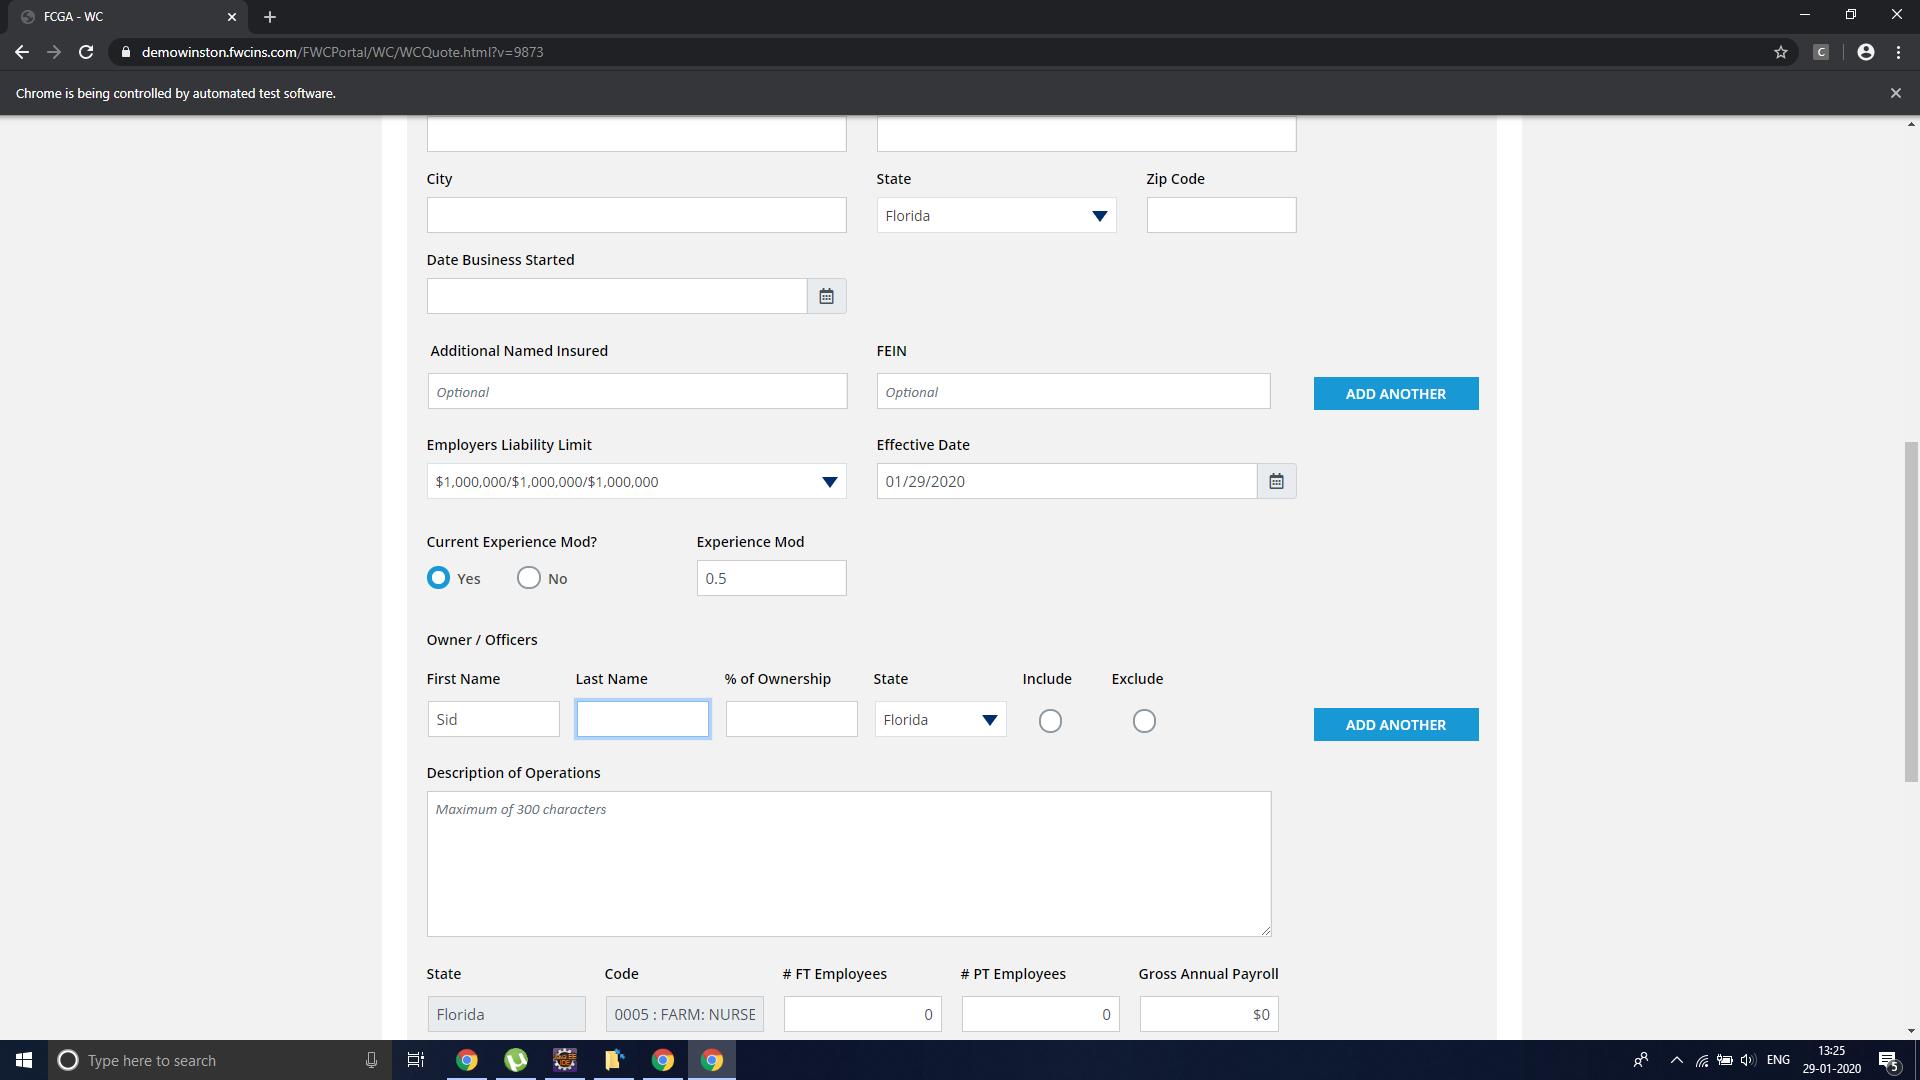 FCGA - WC
demowinston.fwcins.com/FWCPortal/WC/WCQuote.html?v=9873
C
Chrome is being controlled by automated test software.
City
State
Zip Code
Florida
Date Business Started
Additional Named Insured
FEIN
Optional
Optional
ADD ANOTHER
Employers Liability Limit
Effective Date
$1,000,000/$1,000,000/$1,000,000
01/29/2020
Current Experience Mod?
Experience Mod
Yes
No
0.5
Owner / Officers
First Name
Last Name
% of Ownership
State
Include
Exclude
Sid
Florida
ADD ANOTHER
Description of Operations
Maximum of 300 characters
State
Code
# FT Employees
# PT Employees
Gross Annual Payroll
Florida
0005 : FARM: NURSE
0
0
$0
Type here to search
ENG
13:25
29-01-2020
5